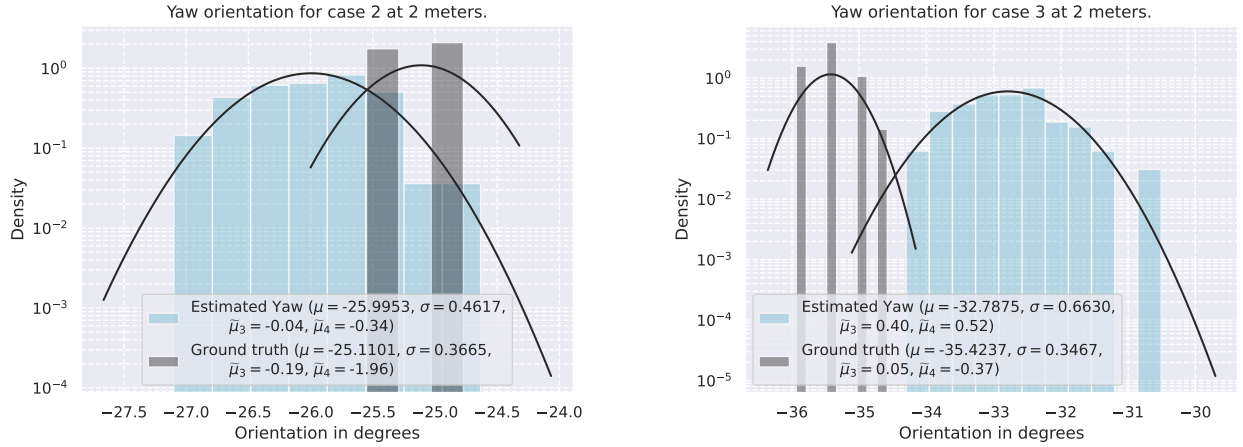 Yaw orientation for case 2 at 2 meters.
Density
10⁰
10⁻¹
10⁻²
10⁻³
10⁻⁴
Estimated Yaw (μ = -25.9953, σ = 0.4617,
μ̃₃ = -0.04, μ̃₄ = -0.34)
Ground truth (μ = -25.1101, σ = 0.3665,
μ̃₃ = -0.19, μ̃₄ = -1.96)
−27.5 −27.0 −26.5 −26.0 −25.5 −25.0 −24.5 −24.0
Orientation in degrees
Yaw orientation for case 3 at 2 meters.
Density
10⁰
10⁻¹
10⁻²
10⁻³
10⁻⁴
10⁻⁵
Estimated Yaw (μ = -32.7875, σ = 0.6630,
μ̃₃ = 0.40, μ̃₄ = 0.52)
Ground truth (μ = -35.4237, σ = 0.3467,
μ̃₃ = 0.05, μ̃₄ = -0.37)
−36 −35 −34 −33 −32 −31 −30
Orientation in degrees